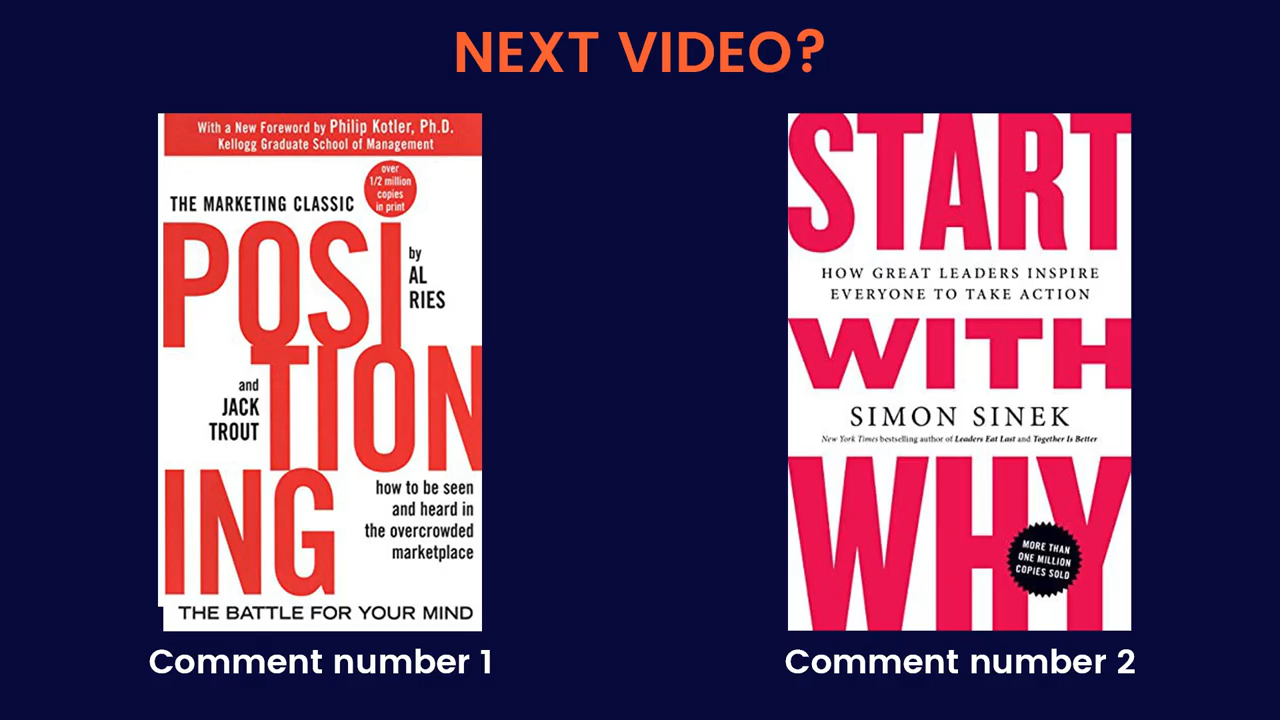 NEXT VIDEO?
With a New Foreword by Philip Kotler, Ph.D.
Kellogg Graduate School of Management
over
1/2 million
copies
in print
THE MARKETING CLASSIC
POSI
TION
ING
by
AL
RIES
and
JACK
TROUT
how to be seen
and heard in
the overcrowded
marketplace
THE BATTLE FOR YOUR MIND
Comment number 1
START
HOW GREAT LEADERS INSPIRE
EVERYONE TO TAKE ACTION
WITH
SIMON SINEK
New York Times bestselling author of Leaders Eat Last and Together Is Better
WHY
MORE THAN
ONE MILLION
COPIES SOLD
Comment number 2